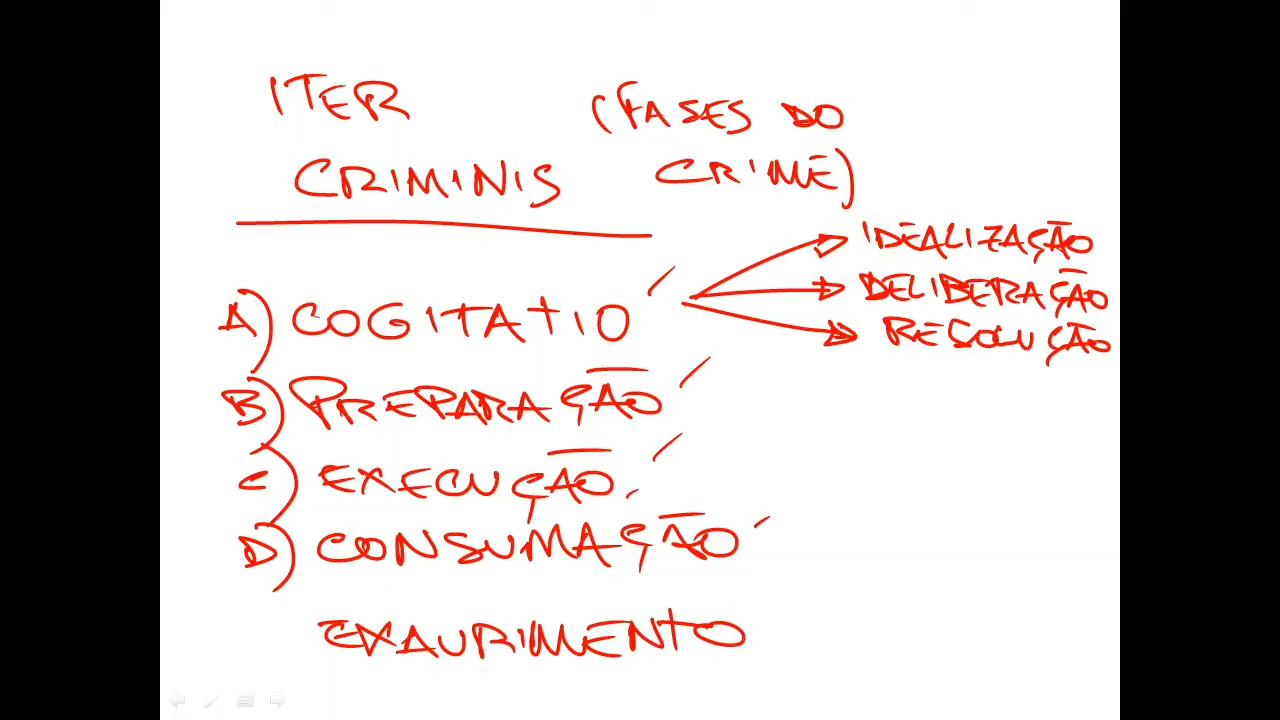 ITER (FASES DO
CRIMINIS CRIME)
IDEALIZAÇÃO
A) COGITATIO DELIBERAÇÃO
RESOLUÇÃO
B) PREPARAÇÃO
C) EXECUÇÃO.
D) CONSUMAÇÃO
EXAURIMENTO